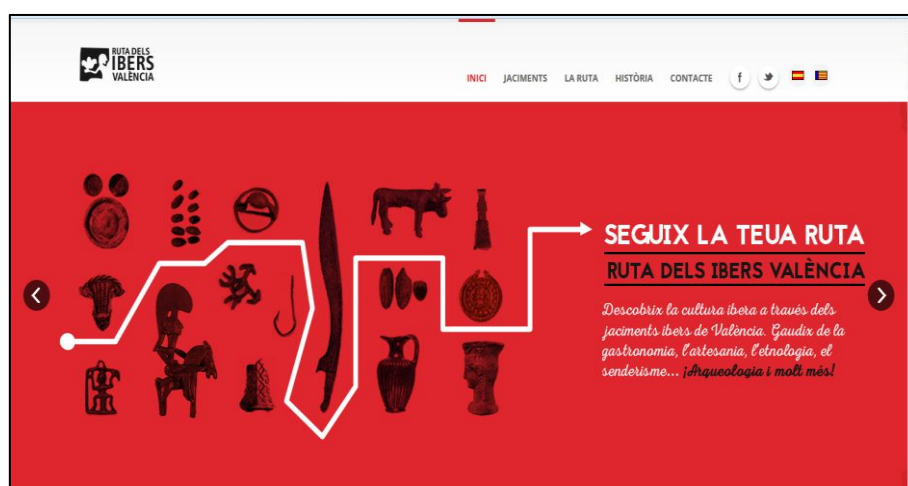 RUTA DELS
IBERS
VALÈNCIA
INICI JACIMENTS LA RUTA HISTÒRIA CONTACTE f
SEGUIX LA TEUA RUTA
RUTA DELS IBERS VALÈNCIA
Descobrix la cultura ibera a través dels
jaciments ibers de València. Gaudix de la
gastronomia, l'artesania, l'etnologia, el
senderisme... ¡Arqueologia i molt més!